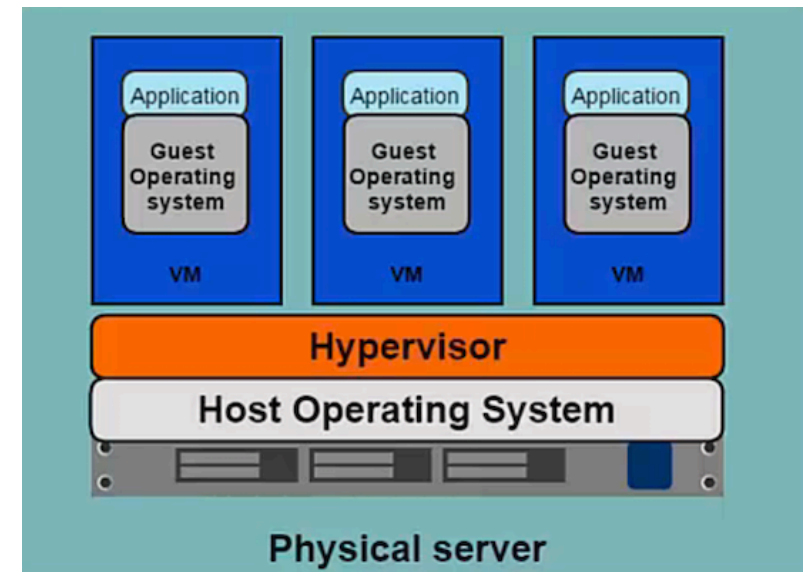 Application
Guest
Operating
system
VM
Application
Guest
Operating
system
VM
Application
Guest
Operating
system
VM
Hypervisor
Host Operating System
Physical server